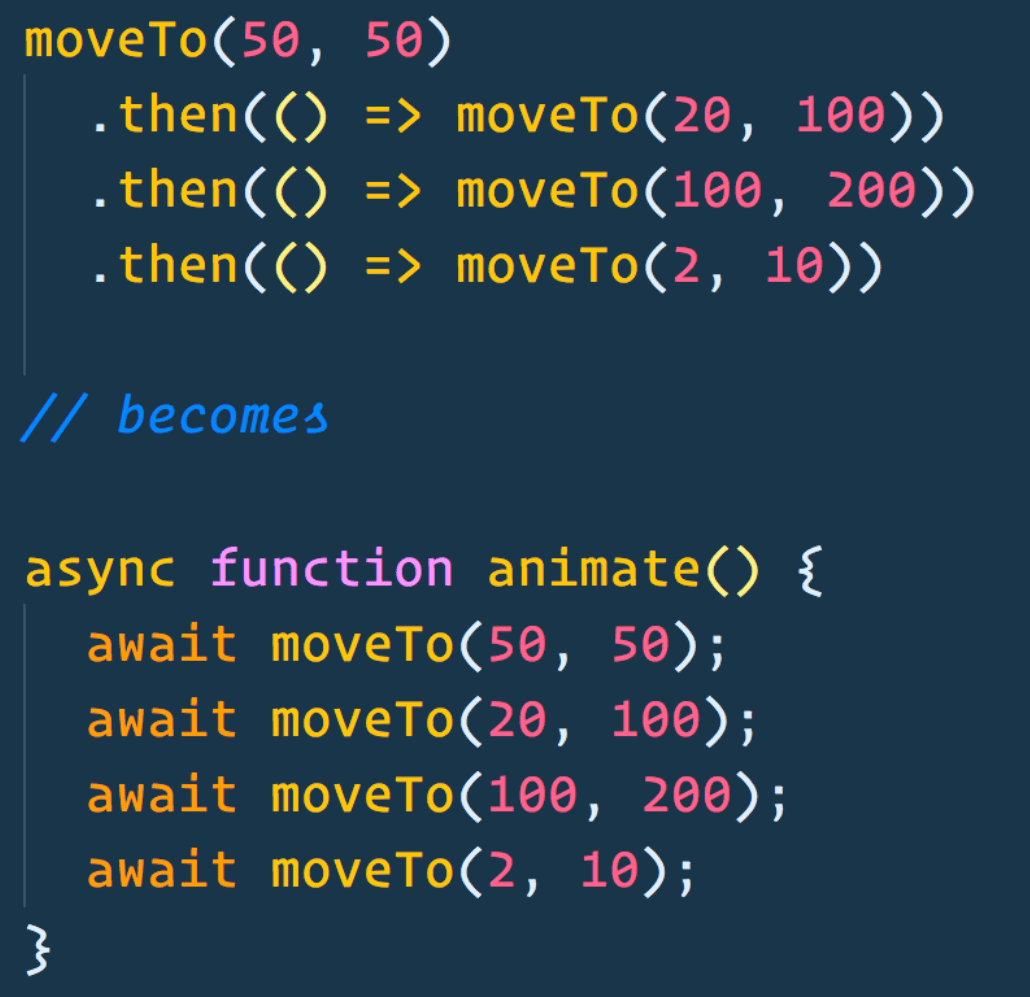 moveTo(50, 50)
  .then(() => moveTo(20, 100))
  .then(() => moveTo(100, 200))
  .then(() => moveTo(2, 10))
// becomes
async function animate() {
  await moveTo(50, 50);
  await moveTo(20, 100);
  await moveTo(100, 200);
  await moveTo(2, 10);
}